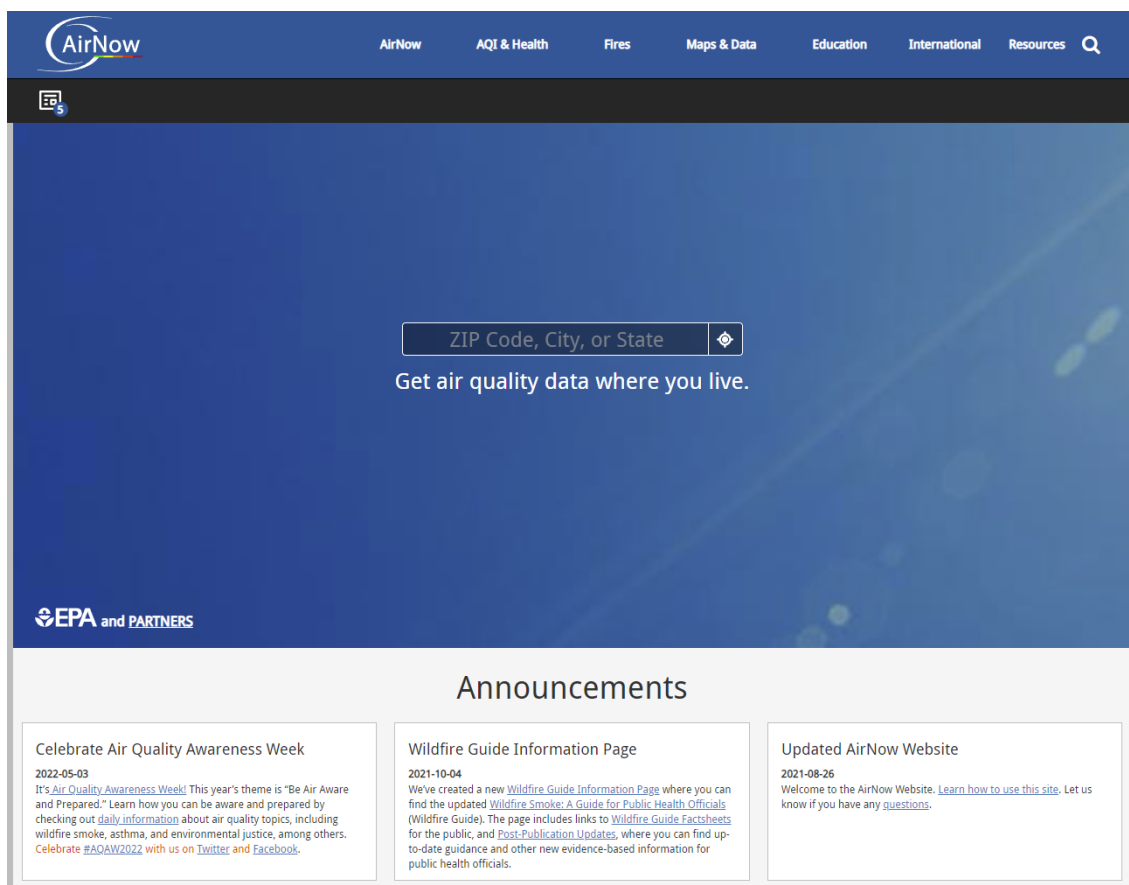 AirNow
AirNow AQI & Health Fires Maps & Data Education International Resources
5
ZIP Code, City, or State
Get air quality data where you live.
EPA and PARTNERS
Announcements
Celebrate Air Quality Awareness Week
2022-05-03
It's Air Quality Awareness Week! This year's theme is “Be Air Aware
and Prepared.” Learn how you can be aware and prepared by
checking out daily information about air quality topics, including
wildfire smoke, asthma, and environmental justice, among others.
Celebrate #AQAW2022 with us on Twitter and Facebook.
Wildfire Guide Information Page
2021-10-04
We've created a new Wildfire Guide Information Page where you can
find the updated Wildfire Smoke: A Guide for Public Health Officials
(Wildfire Guide). The page includes links to Wildfire Guide Factsheets
for the public, and Post-Publication Updates, where you can find up-
to-date guidance and other new evidence-based information for
public health officials.
Updated AirNow Website
2021-08-26
Welcome to the AirNow Website. Learn how to use this site. Let us
know if you have any questions.